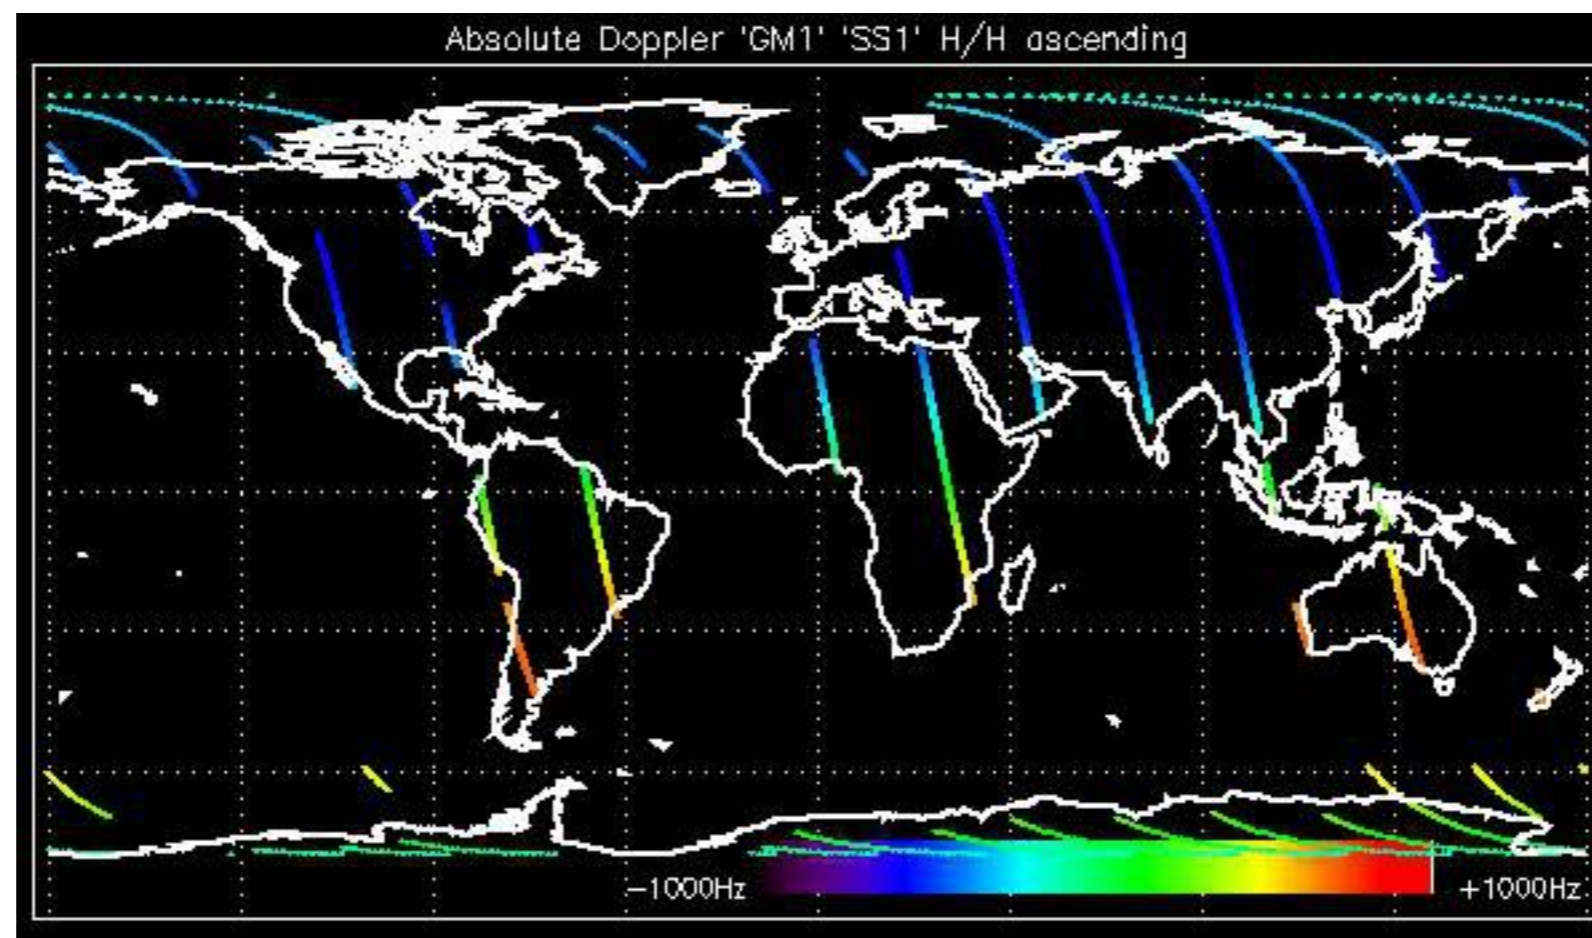 Absolute Doppler 'GM1' 'SS1' H/H ascending
−1000Hz
+1000Hz